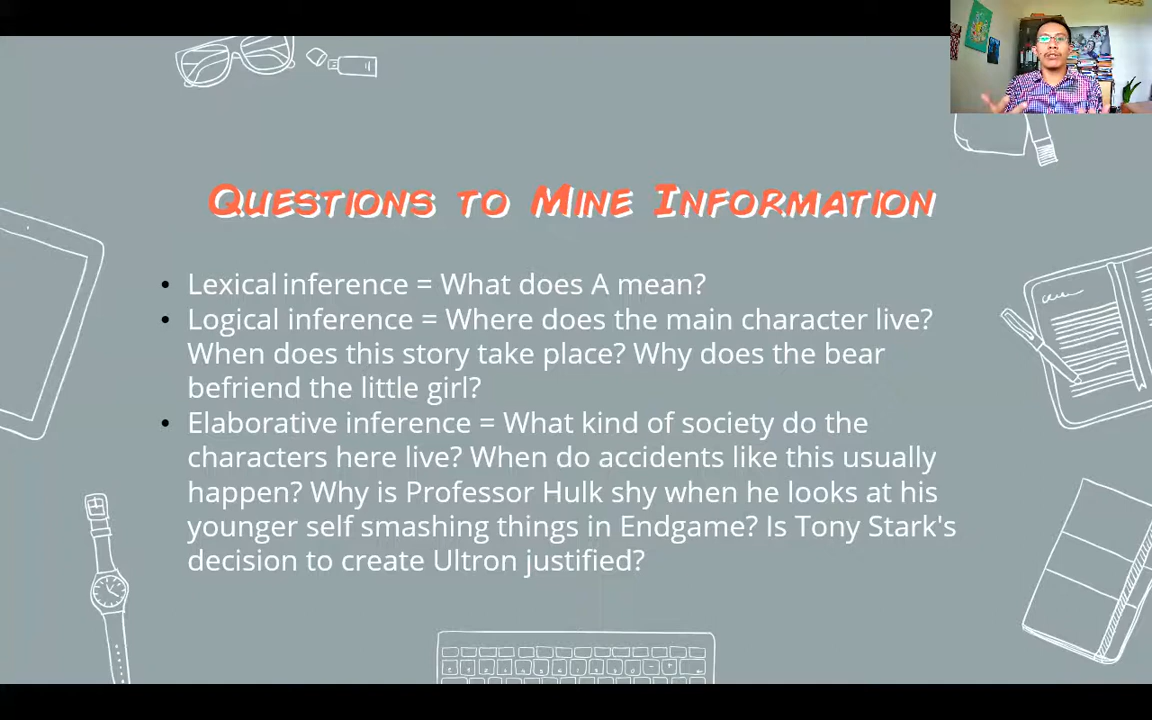 Questions to Mine Information
• Lexical inference = What does A mean?
• Logical inference = Where does the main character live?
When does this story take place? Why does the bear
befriend the little girl?
• Elaborative inference = What kind of society do the
characters here live? When do accidents like this usually
happen? Why is Professor Hulk shy when he looks at his
younger self smashing things in Endgame? Is Tony Stark's
decision to create Ultron justified?